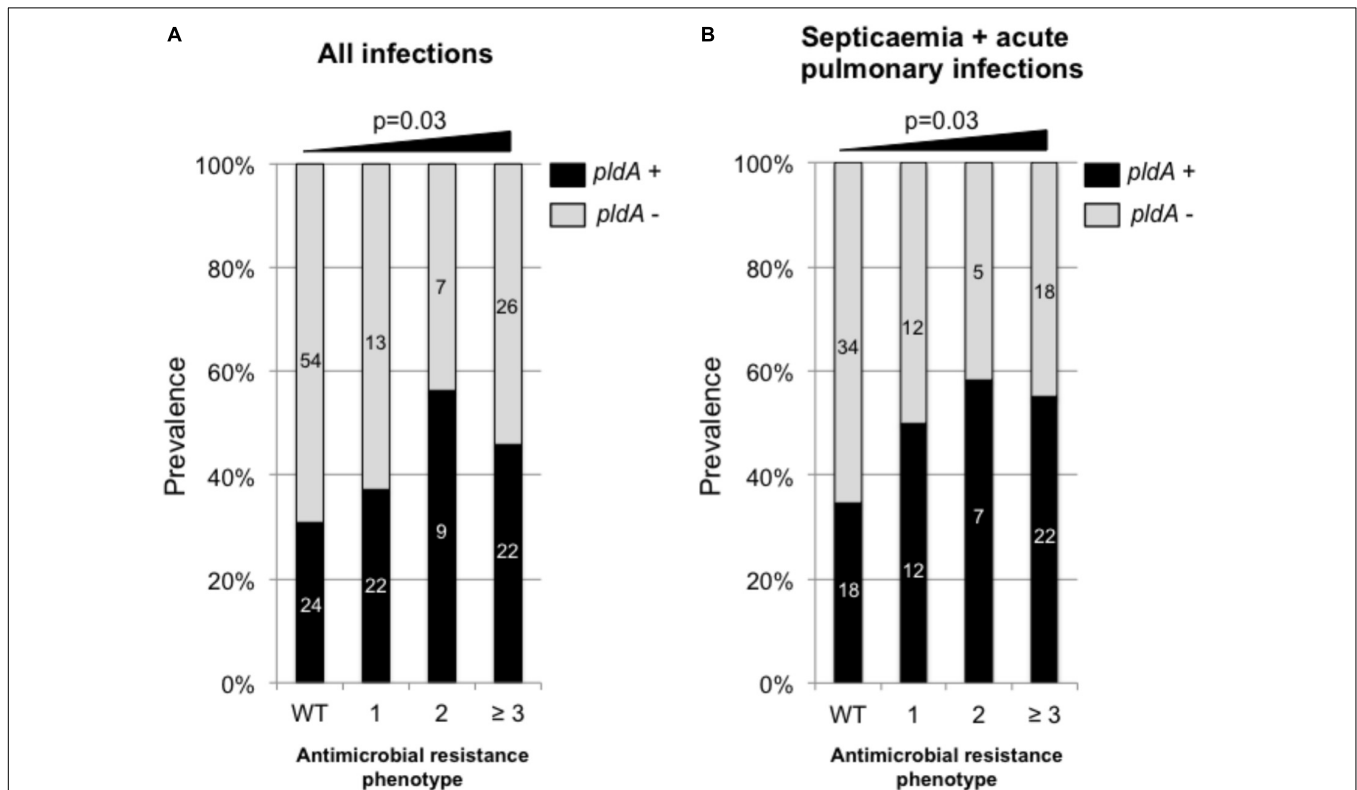 A
All infections
p=0.03
100%
80%
60%
40%
20%
0%
Prevalence
54
13
7
26
24
22
9
22
WT 1 2 ≥ 3
Antimicrobial resistance
phenotype
pldA +
pldA -
B
Septicaemia + acute
pulmonary infections
p=0.03
100%
80%
60%
40%
20%
0%
Prevalence
34
12
5
18
18
12
7
22
WT 1 2 ≥ 3
Antimicrobial resistance
phenotype
pldA +
pldA -